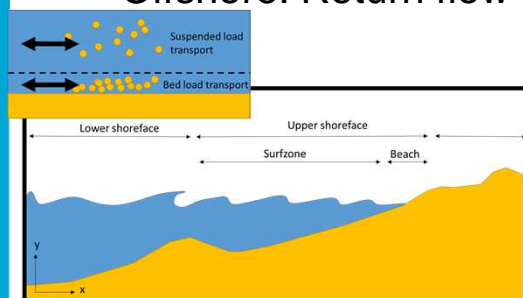 Offshore: Return flow
Suspended load
transport
Bed load transport
Lower shoreface
Upper shoreface
Surfzone
Beach
y
x